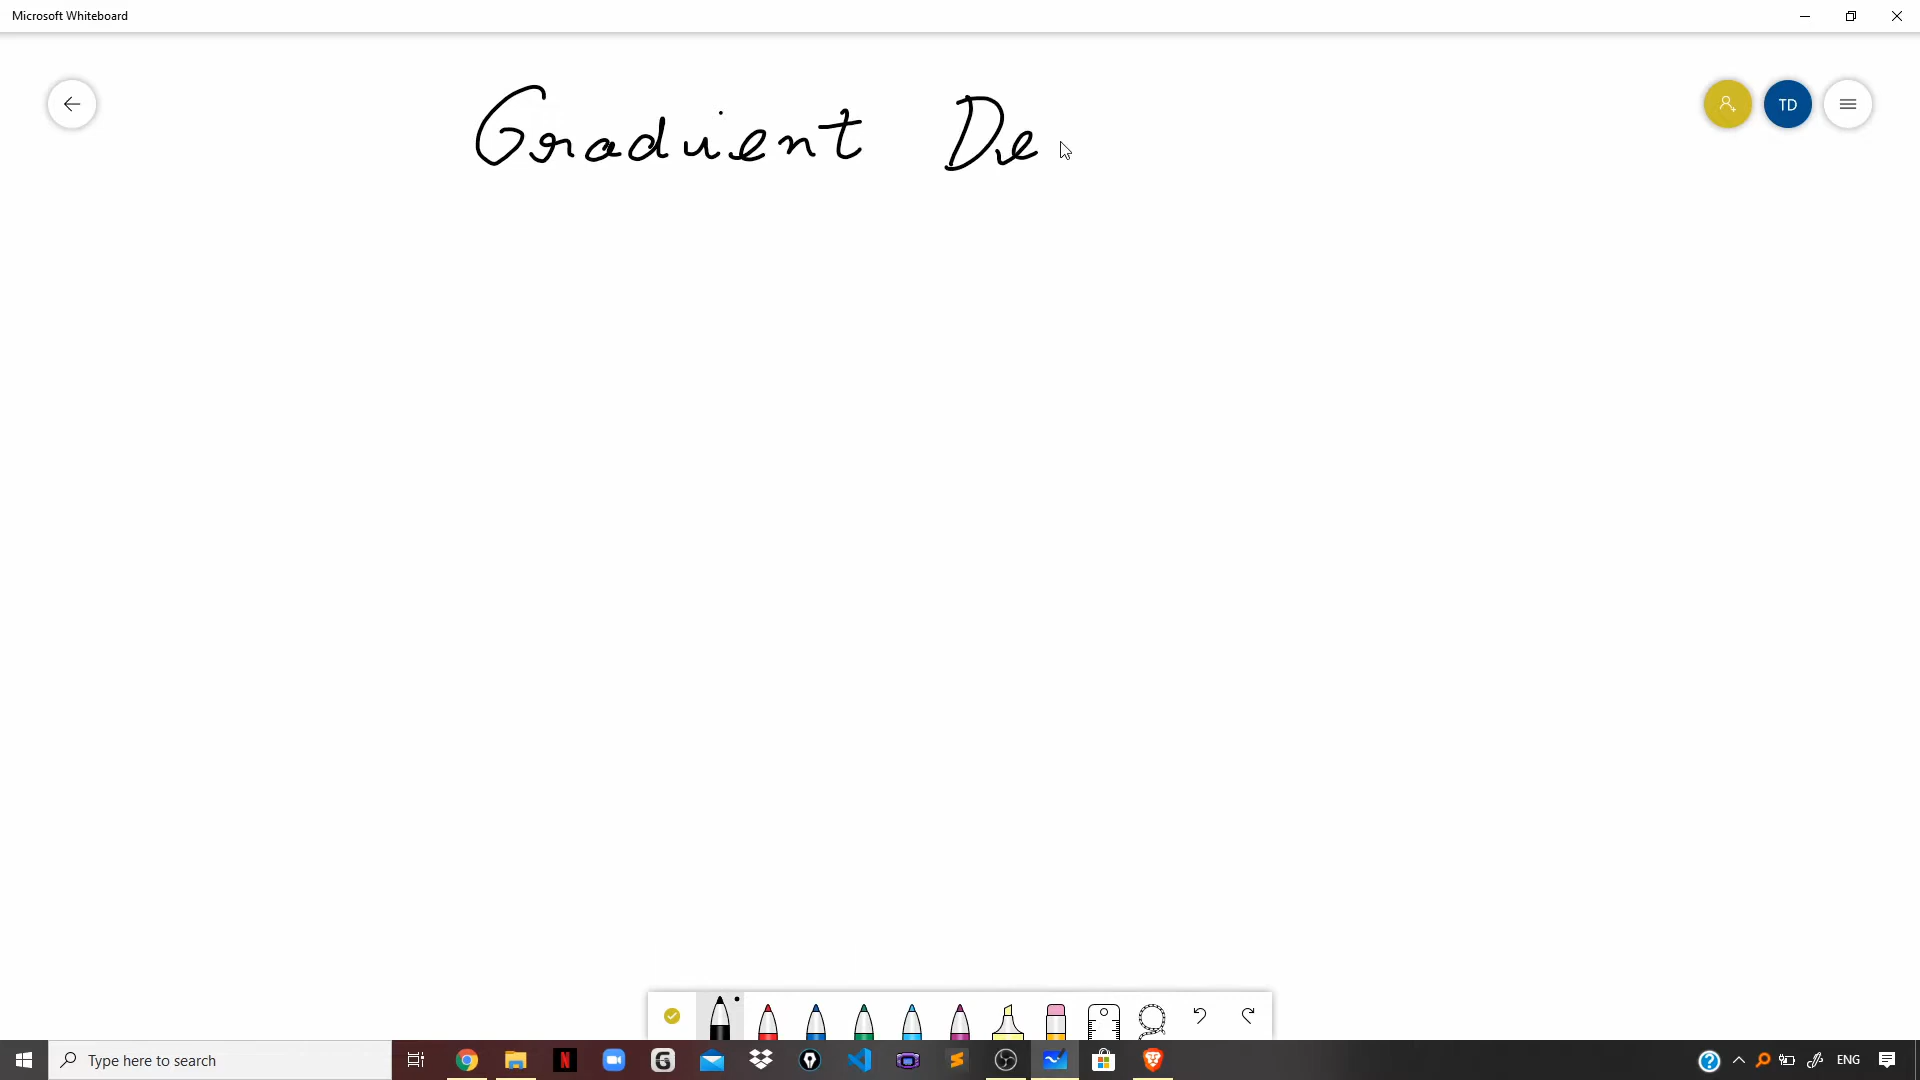 Microsoft Whiteboard
Gradient De
TD
Type here to search
ENG